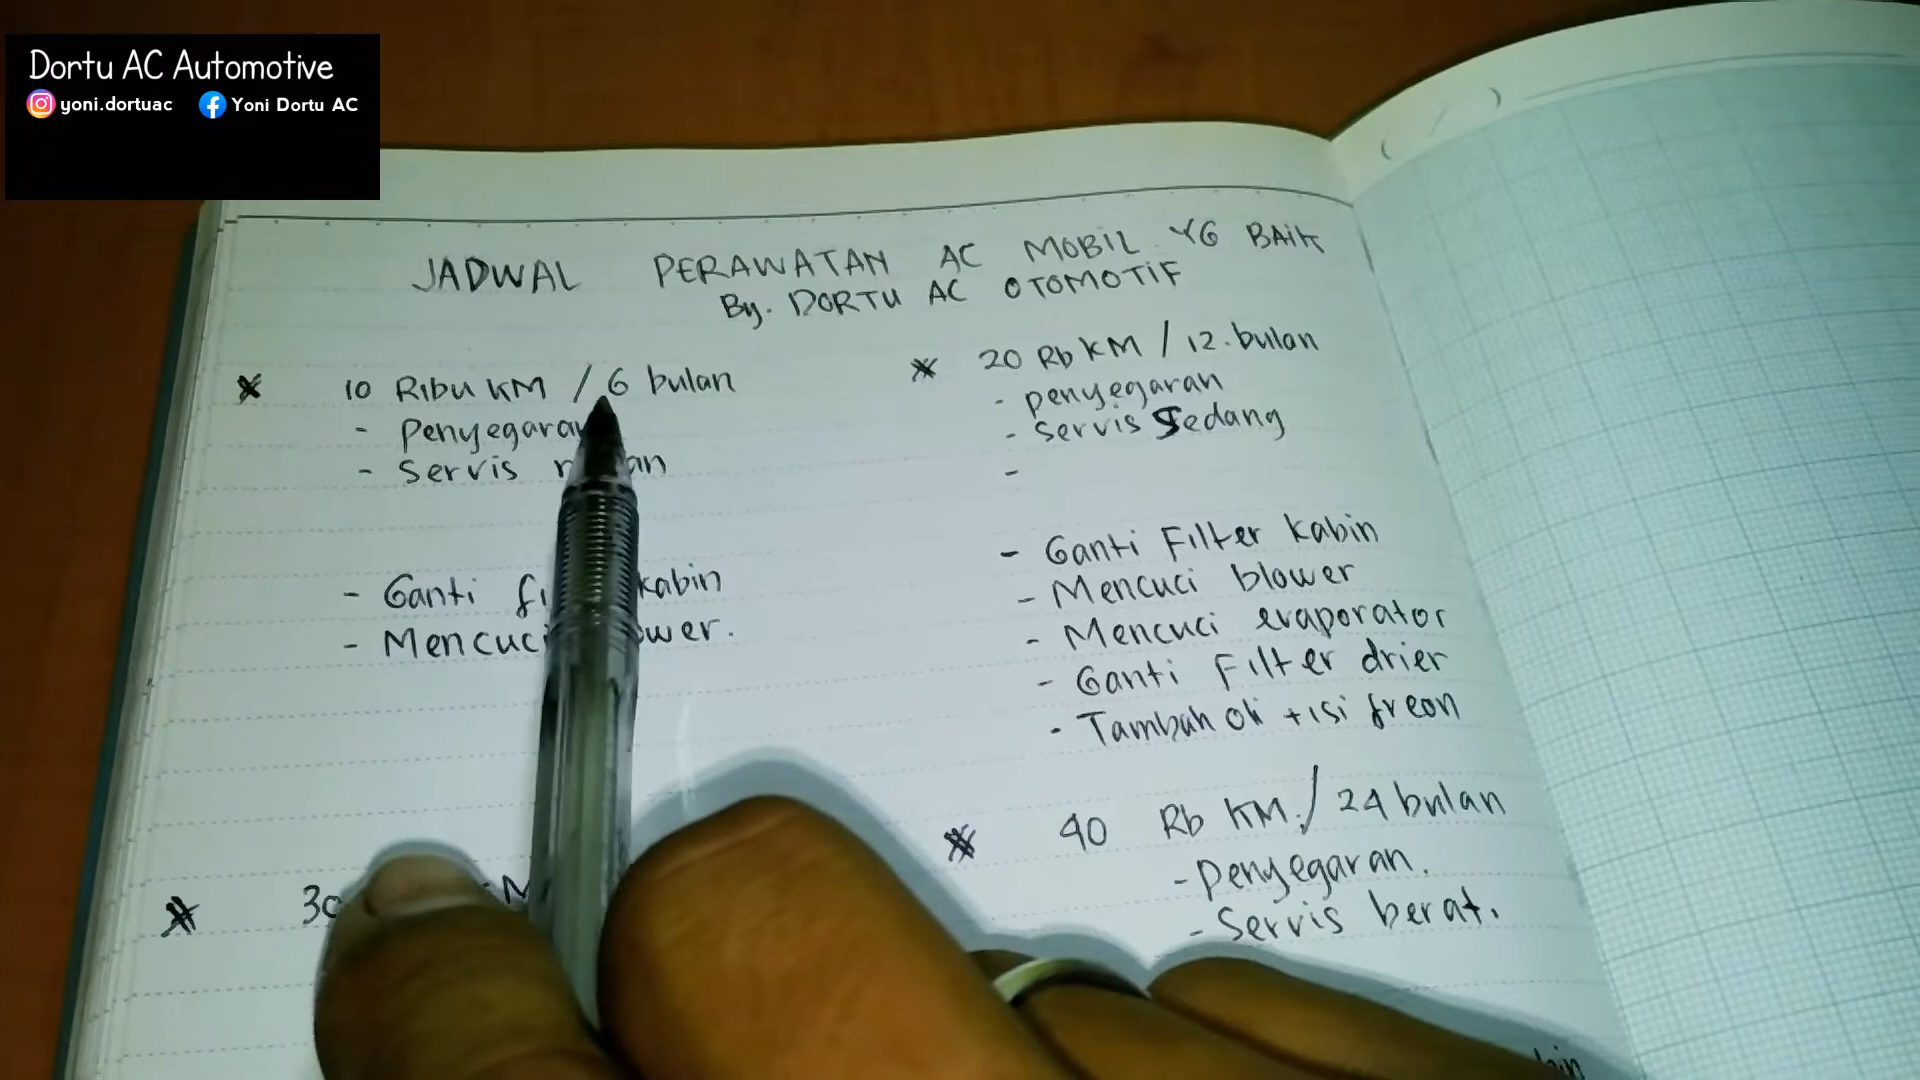 Dortu AC Automotive
yoni.dortuac Yoni Dortu AC
JADWAL PERAWATAN AC MOBIL YG BAIK
By. DORTU AC OTOMOTIF
* 10 Ribu KM / 6 bulan
- Penyegaran
- Servis
- Ganti kabin
- Mencuci
* 20 Rb KM / 12 bulan
- penyegaran
- Servis Sedang
-
- Ganti Filter kabin
- Mencuci blower
- Mencuci evaporator
- Ganti Filter drier
- Tambah Oli + isi freon
* 30
* 40 Rb KM / 24 bulan
- Penyegaran.
- Servis berat.